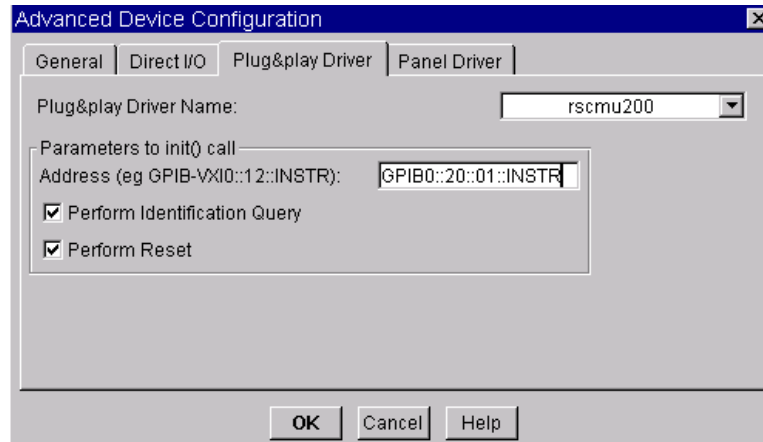 Advanced Device Configuration
General Direct I/O Plug&play Driver Panel Driver
Plug&play Driver Name: rscmu200
Parameters to init() call
Address (eg GPIB-VXI0::12::INSTR): GPIB0::20::01::INSTR
Perform Identification Query
Perform Reset
OK Cancel Help